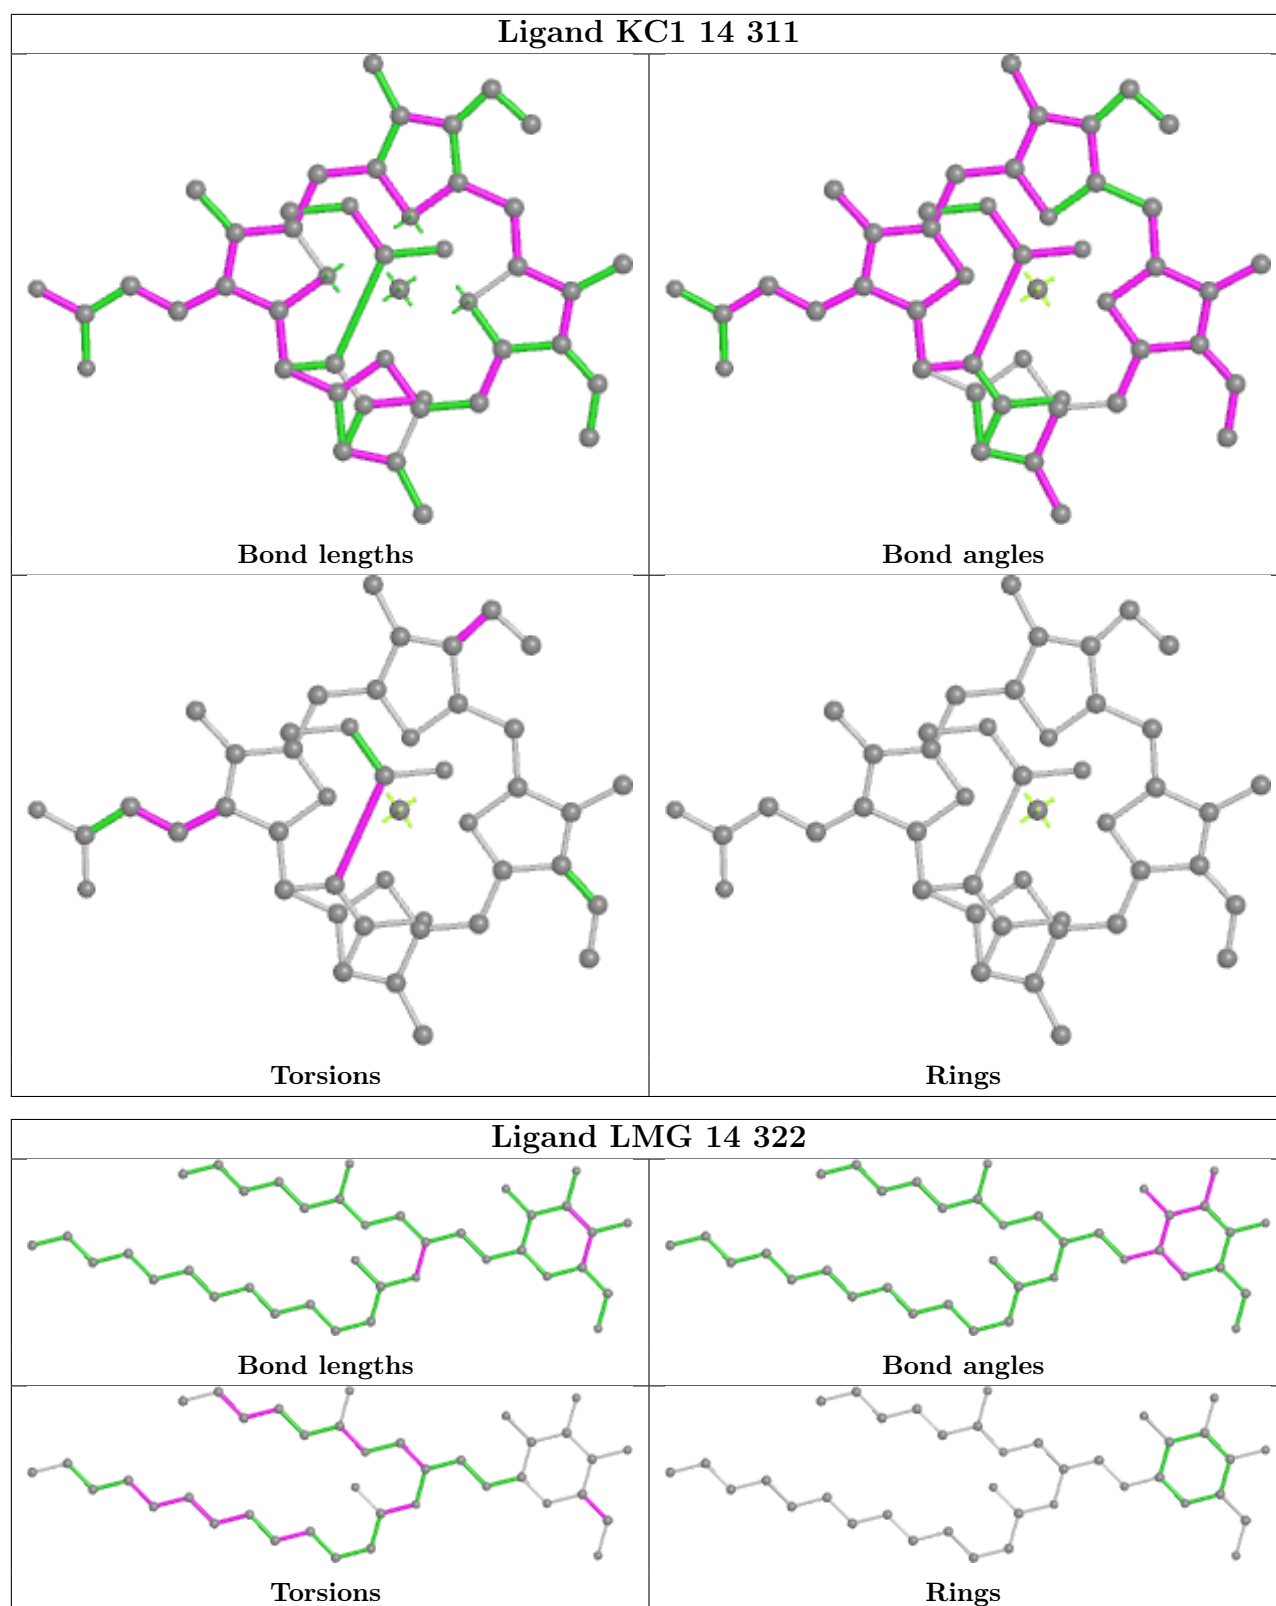 Ligand KC1 14 311
Bond lengths
Bond angles
Torsions
Rings
Ligand LMG 14 322
Bond lengths
Bond angles
Torsions
Rings